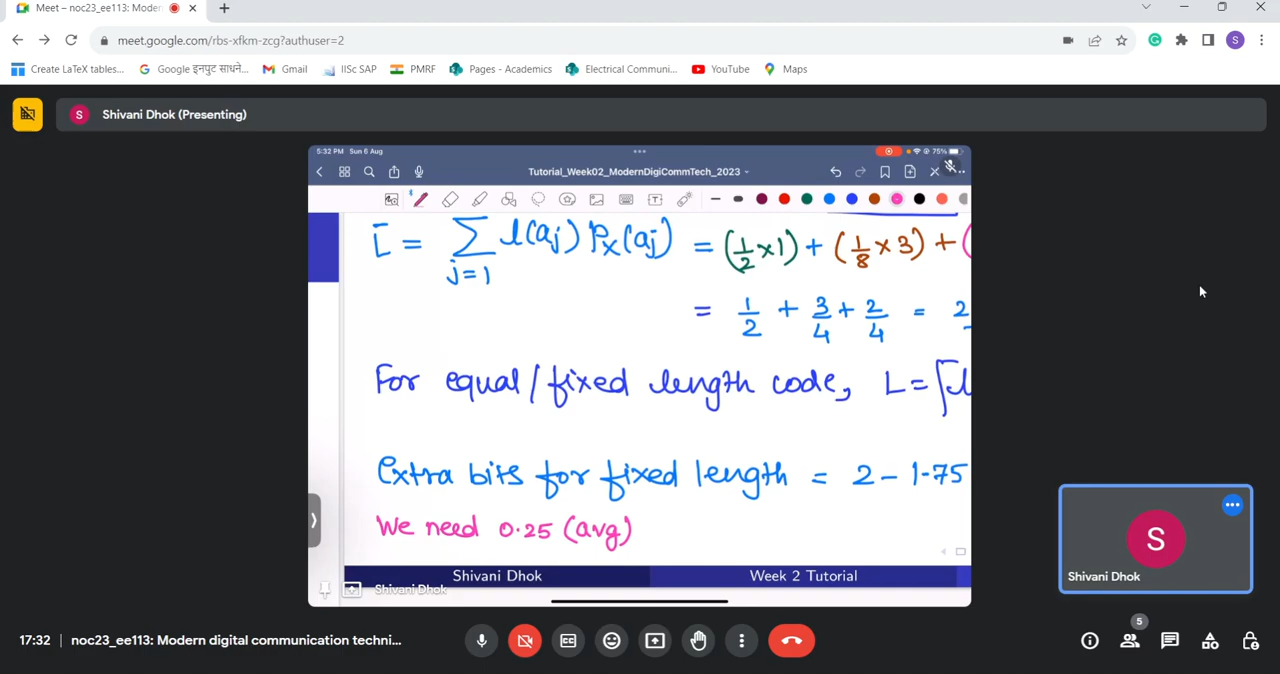 Meet – noc23_ee113: Moder
meet.google.com/rbs-xfkm-zcg?authuser=2
Create LaTeX tables... Google इनपुट साधने... Gmail IISc SAP PMRF Pages - Academics Electrical Communi... YouTube Maps
S Shivani Dhok (Presenting)
5:32 PM Sun 6 Aug 75%
Tutorial_Week02_ModernDigiCommTech_2023
L̄ = ∑ j=1 l(aj) Px(aj) = (1/2 × 1) + (1/8 × 3) + (
= 1/2 + 3/4 + 2/4 = 2
For equal/fixed length code, L = ⌈
Extra bits for fixed length = 2 - 1.75
We need 0.25 (avg)
Shivani Dhok Week 2 Tutorial
Shivani Dhok
S
Shivani Dhok
17:32 | noc23_ee113: Modern digital communication techni...
5